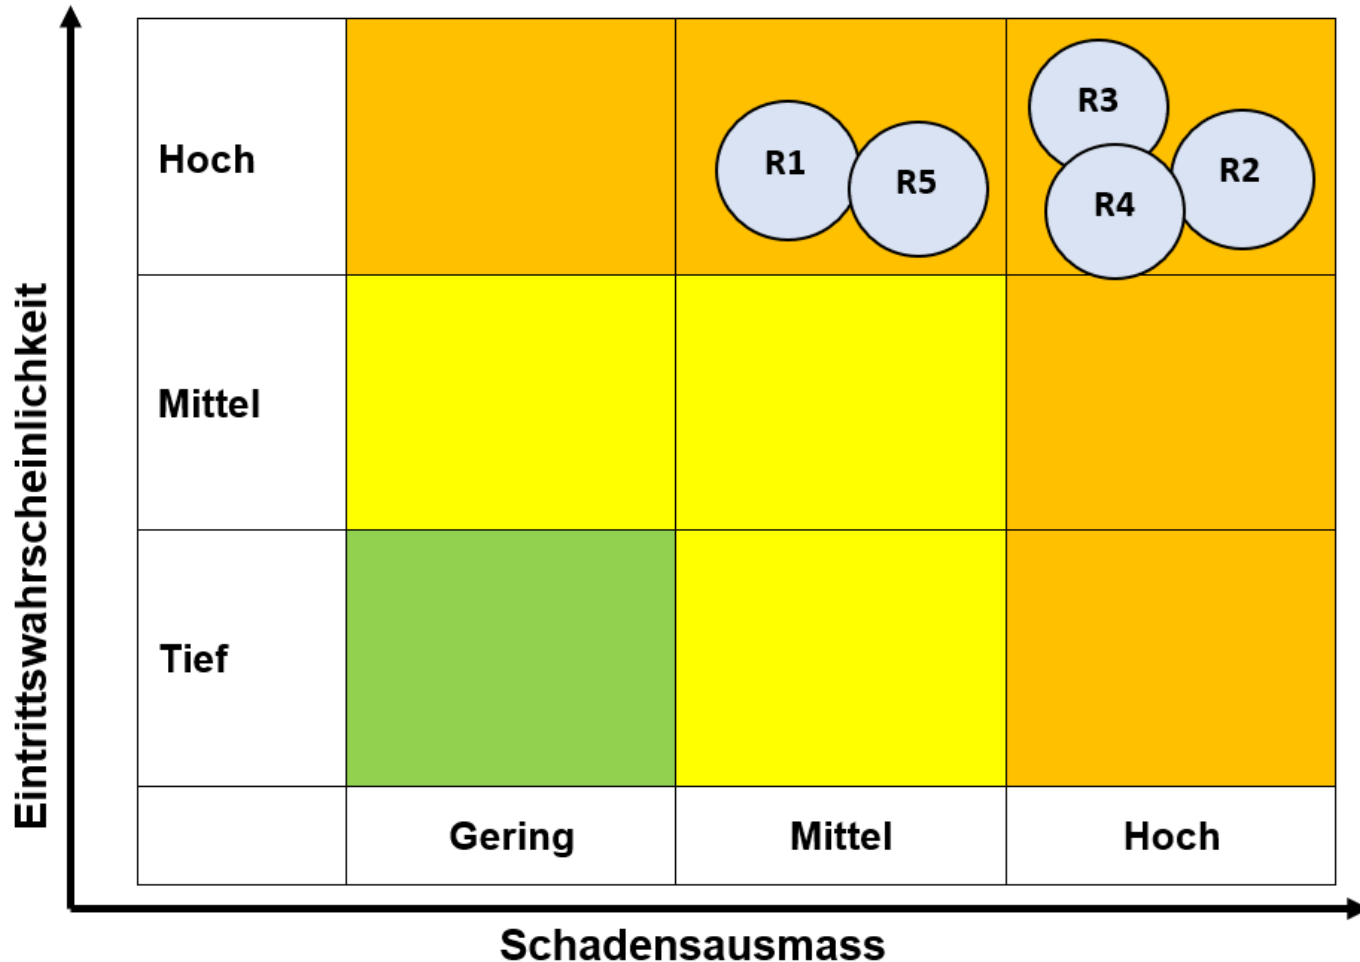 Eintrittswahrscheinlichkeit
Hoch
R1
R5
R3
R4
R2
Mittel
Tief
Gering
Mittel
Hoch
Schadensausmass